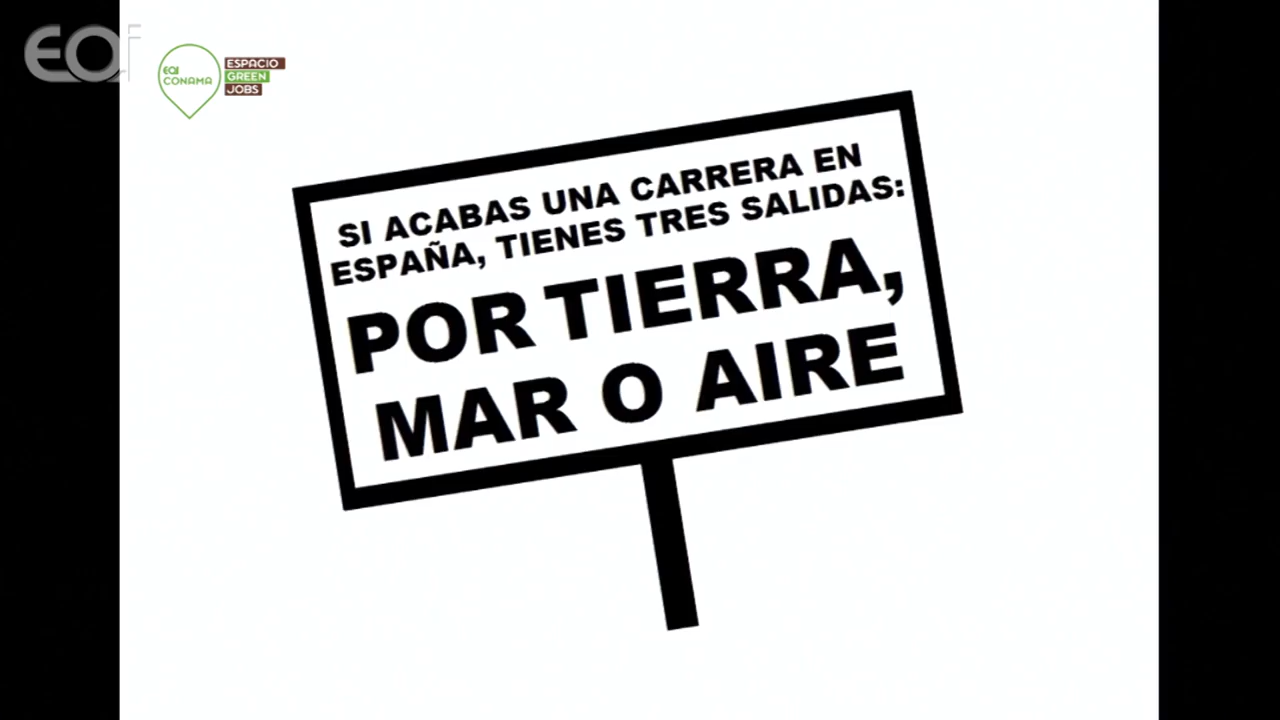 eoi
eoi
CONAMA
ESPACIO
GREEN
JOBS
SI ACABAS UNA CARRERA EN
ESPAÑA, TIENES TRES SALIDAS:
POR TIERRA,
MAR O AIRE